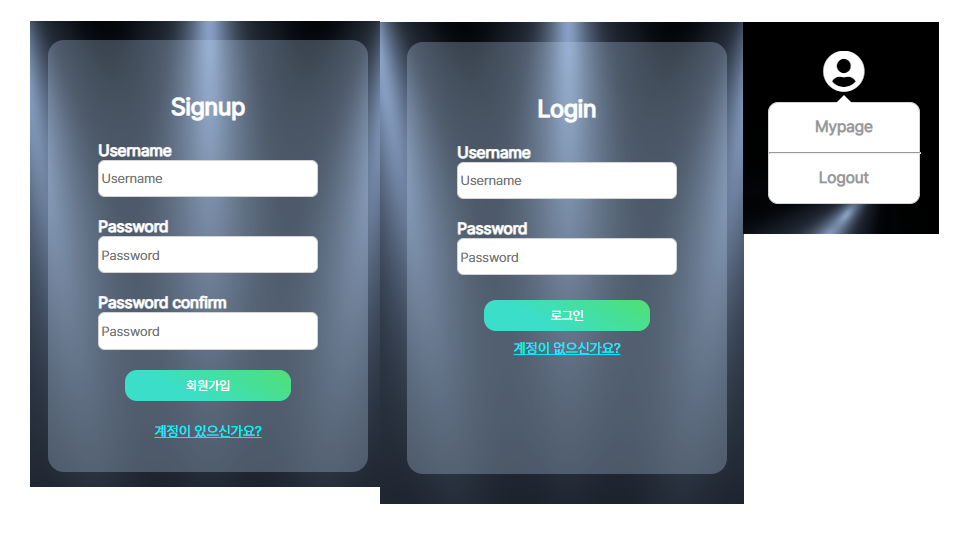 Signup
Username
Username
Password
Password
Password confirm
Password
회원가입
계정이 있으신가요?
Login
Username
Username
Password
Password
로그인
계정이 없으신가요?
Mypage
Logout